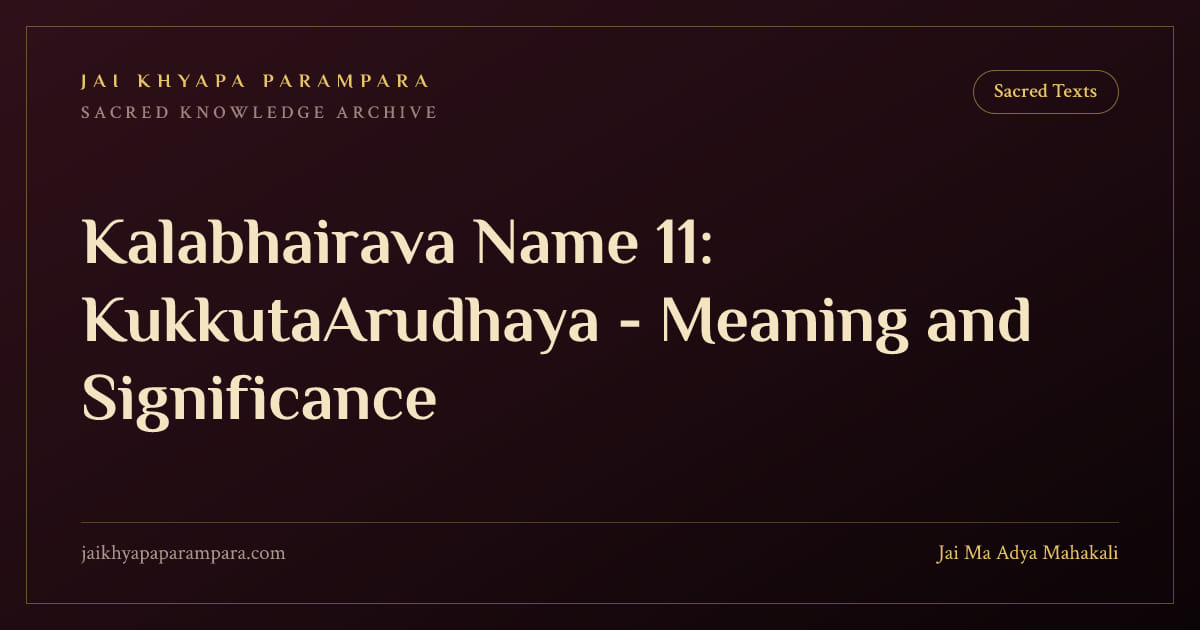 JAI KHYAPA PARAMPARA
SACRED KNOWLEDGE ARCHIVE
Sacred Texts
Kalabhairava Name 11:
KukkutaArudhaya - Meaning and
Significance
jaikhyapaparampara.com
Jai Ma Adya Mahakali